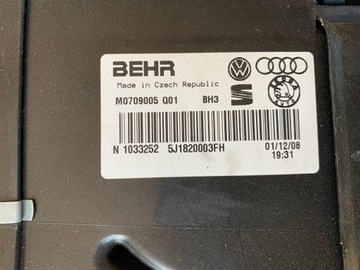 BEHR
Made in Czech Republic
M0709005 Q01 BH3
N 1033252 5J1820003FH
01/12/08
19:31